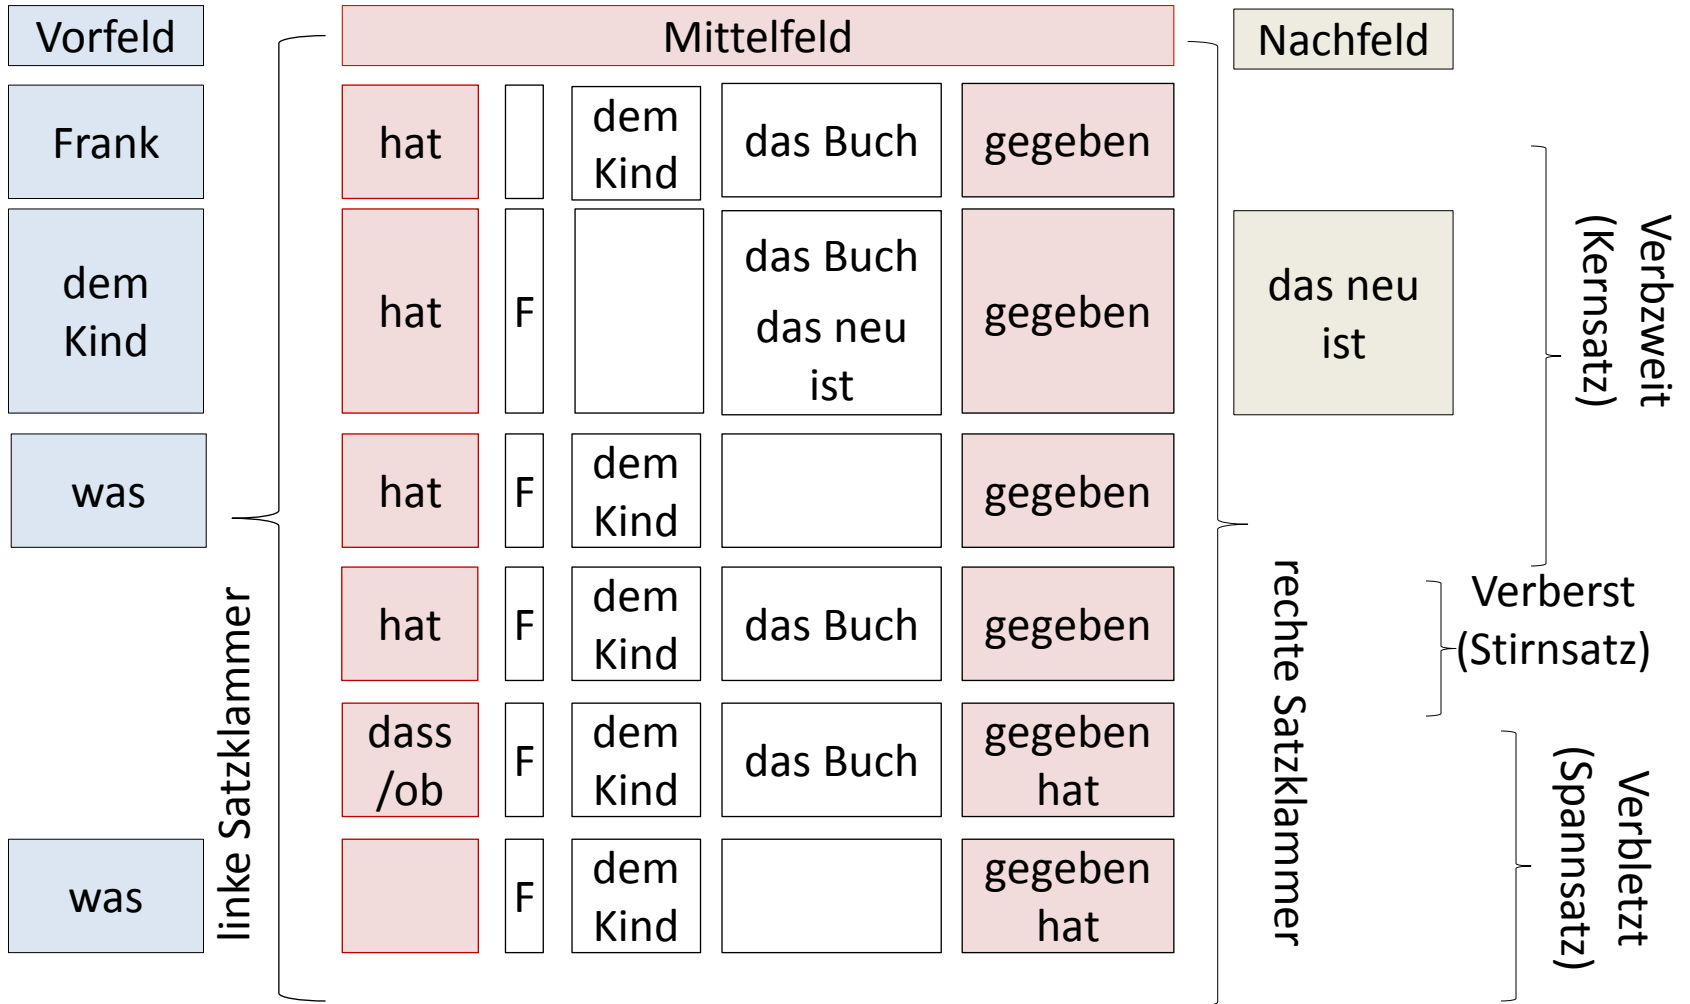 Vorfeld
Mittelfeld
Nachfeld
Frank
hat
dem
Kind
das Buch
gegeben
dem
Kind
hat
F
das Buch
das neu
ist
gegeben
das neu
ist
was
hat
F
dem
Kind
gegeben
hat
F
dem
Kind
das Buch
gegeben
dass
/ob
F
dem
Kind
das Buch
gegeben
hat
was
F
dem
Kind
gegeben
hat
linke Satzklammer
rechte Satzklammer
Verbzweit
(Kernsatz)
Verberst
(Stirnsatz)
Verbletzt
(Spannsatz)